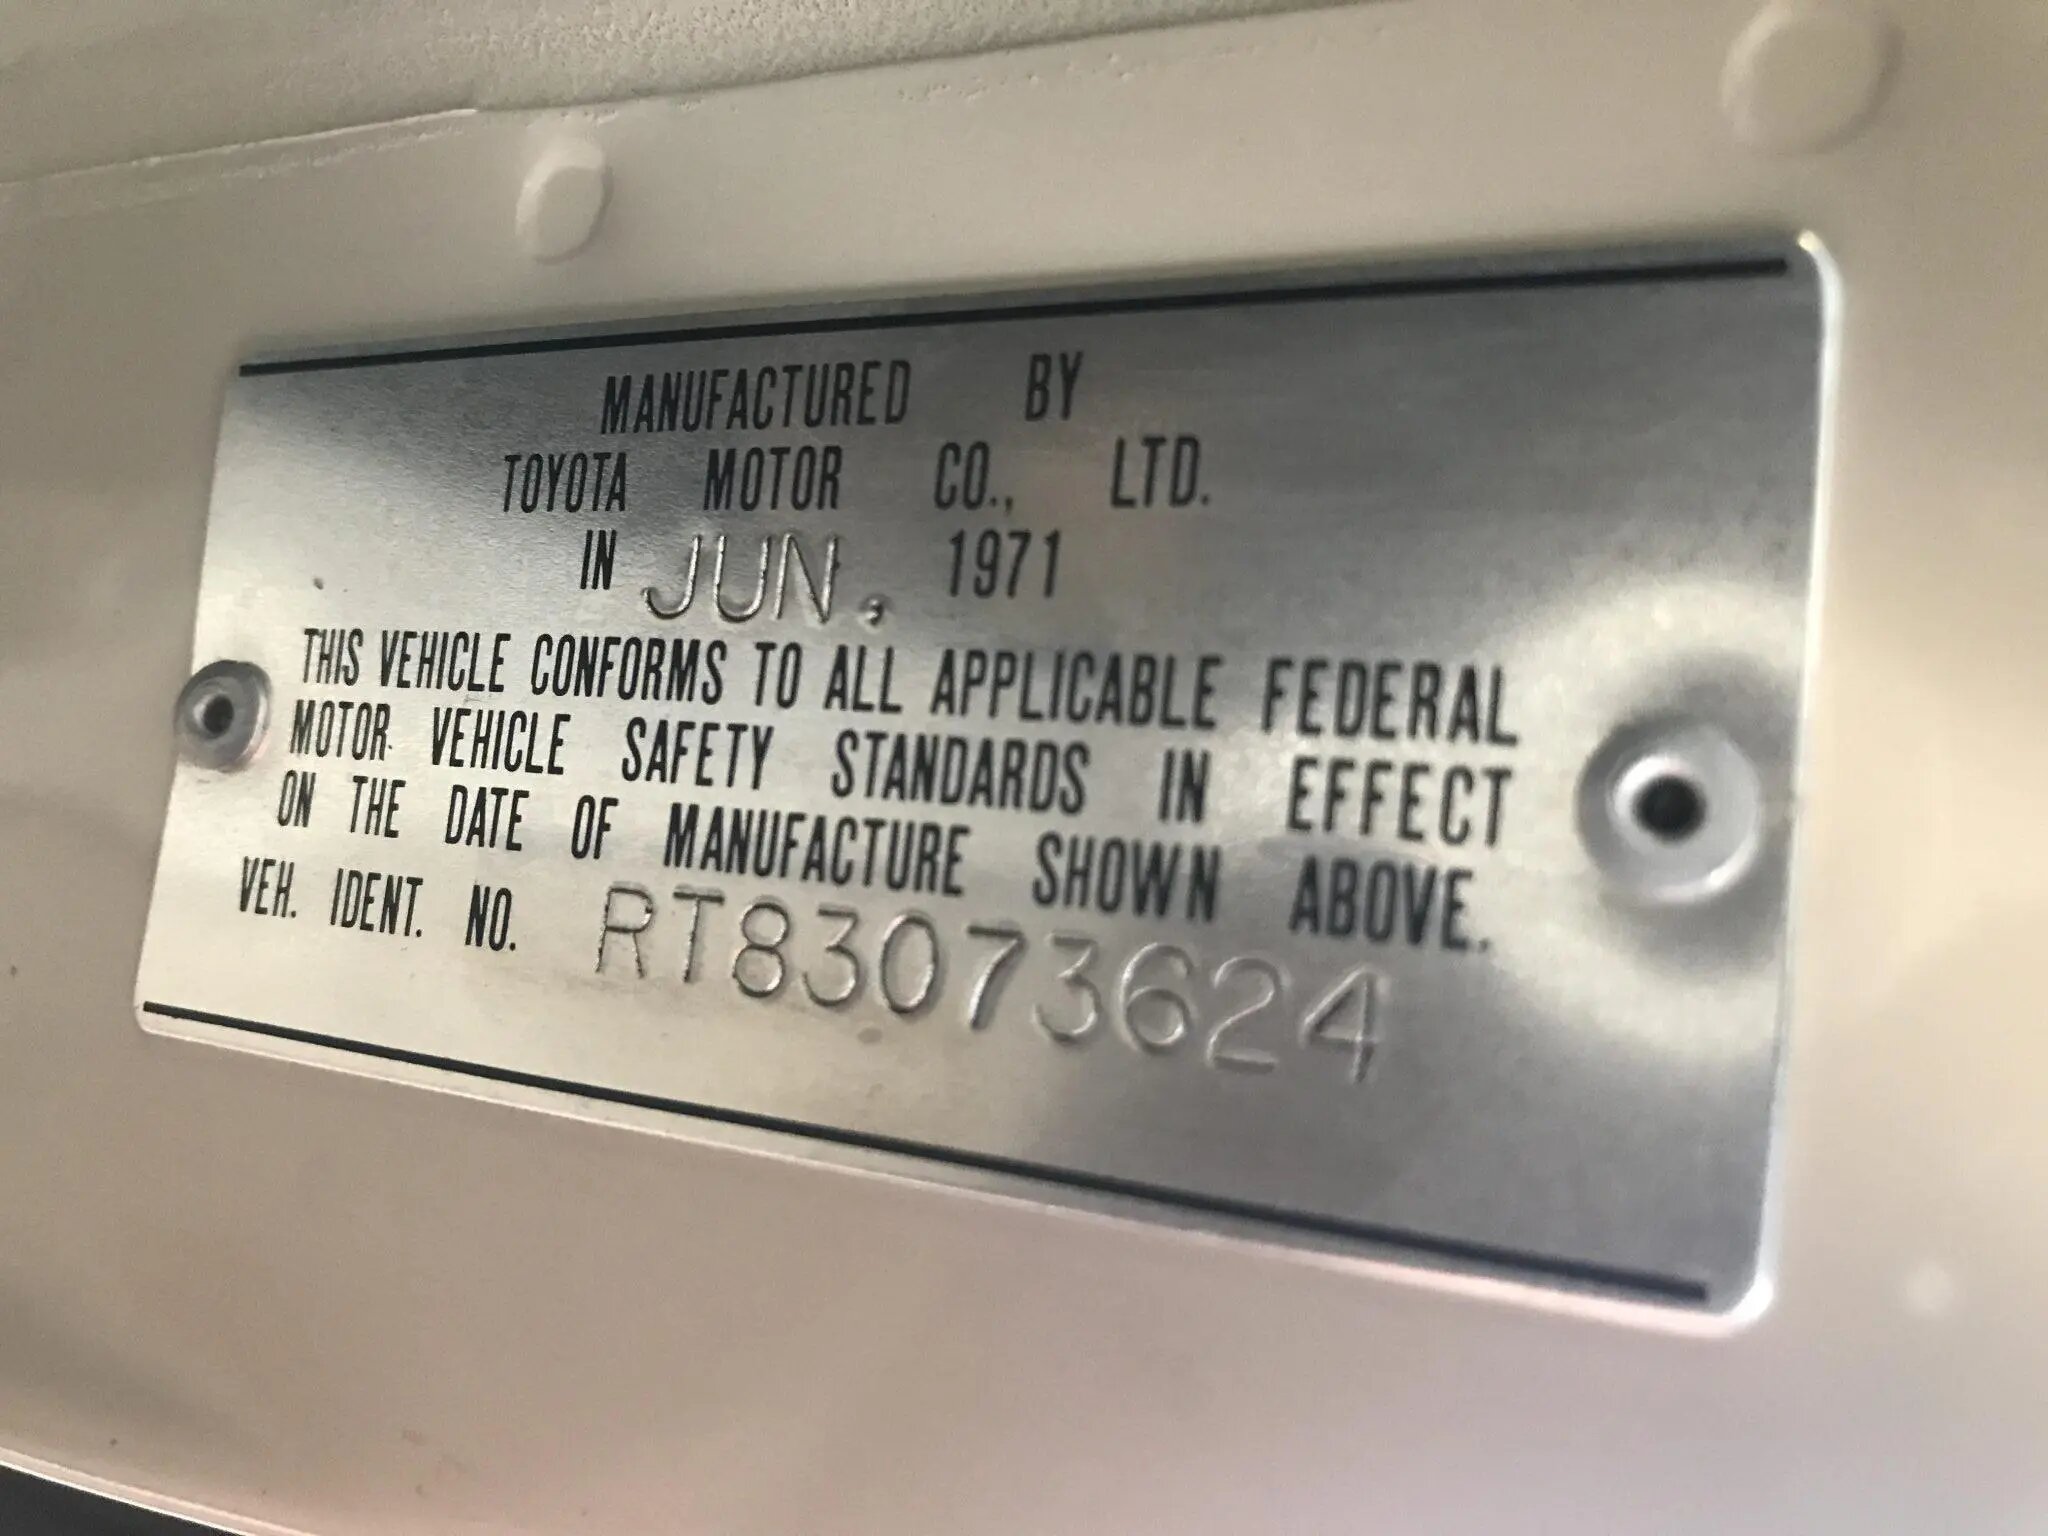 MANUFACTURED BY
TOYOTA MOTOR CO., LTD.
IN JUN. 1971
THIS VEHICLE CONFORMS TO ALL APPLICABLE FEDERAL
MOTOR VEHICLE SAFETY STANDARDS IN EFFECT
ON THE DATE OF MANUFACTURE SHOWN ABOVE.
VEH. IDENT. NO. RT83073624